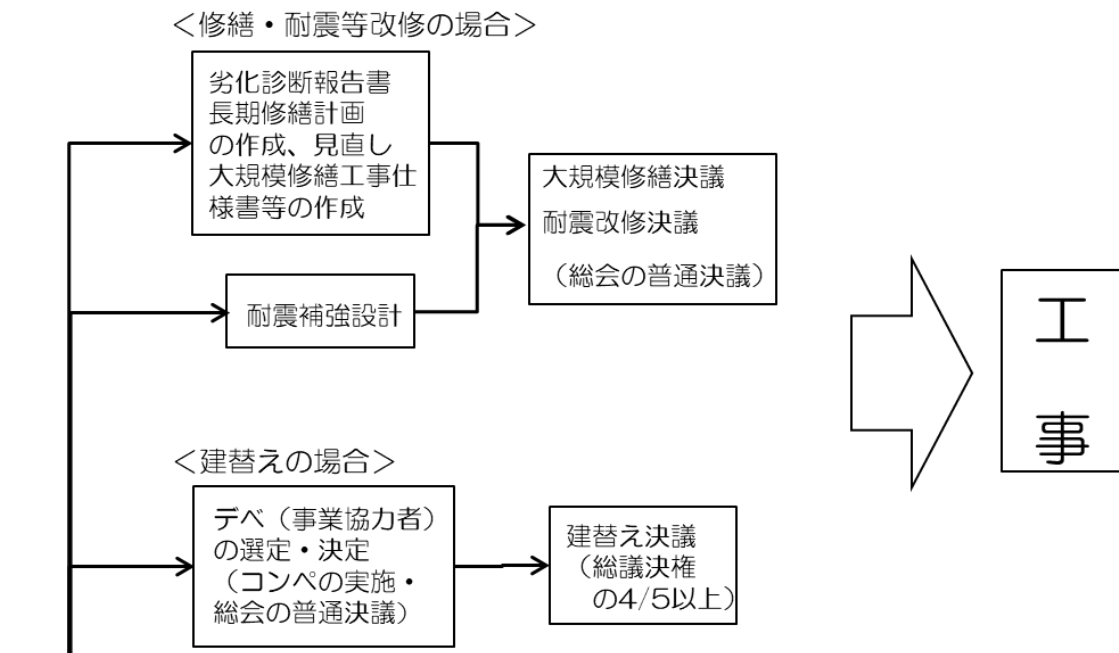 ＜修繕・耐震等改修の場合＞
劣化診断報告書
長期修繕計画
の作成、見直し
大規模修繕工事仕
様書等の作成
耐震補強設計
大規模修繕決議
耐震改修決議
（総会の普通決議）
工
事
＜建替えの場合＞
デベ（事業協力者）
の選定・決定
（コンペの実施・
総会の普通決議）
建替え決議
（総議決権
の4/5以上）